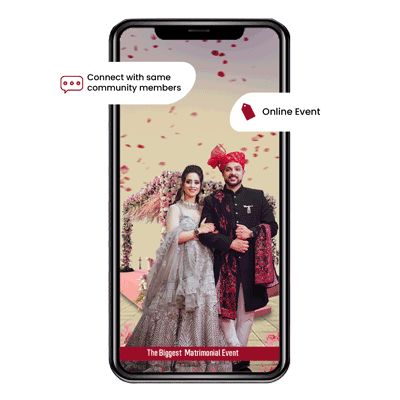 Connect with same
community members
Online Event
The Biggest Matrimonial Event